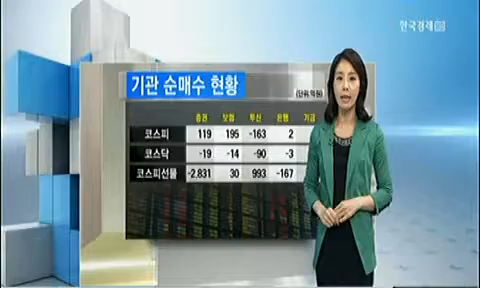 한국경제TV
기관 순매수 현황
(단위:억원)
증권 보험 투신 은행 기금
코스피 119 195 -163 2
코스닥 -19 -14 -90 -3
코스피선물 -2,831 30 993 -167